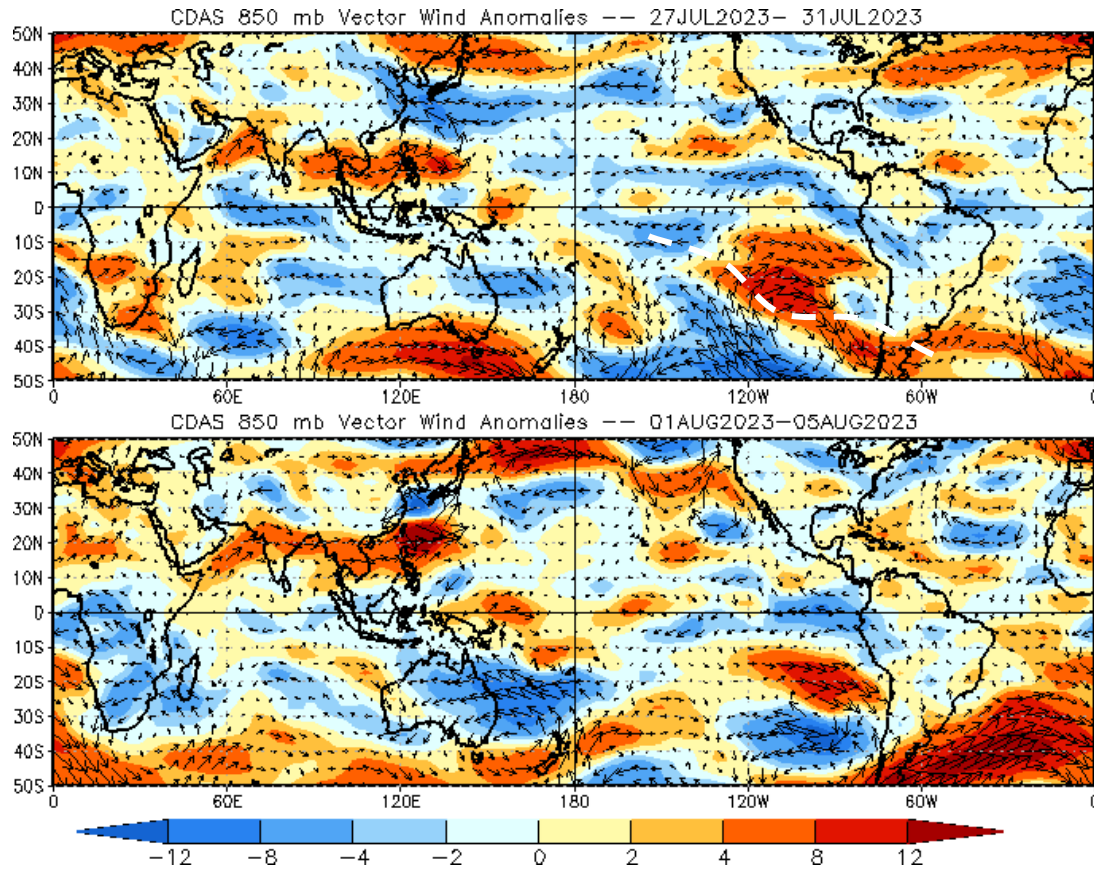 CDAS 850 mb Vector Wind Anomalies -- 27JUL2023- 31JUL2023
50N
40N
30N
20N
10N
0
10S
20S
30S
40S
50S
0 60E 120E 180 120W 60W 0
CDAS 850 mb Vector Wind Anomalies -- 01AUG2023-05AUG2023
50N
40N
30N
20N
10N
0
10S
20S
30S
40S
50S
0 60E 120E 180 120W 60W 0
-12 -8 -4 -2 0 2 4 8 12